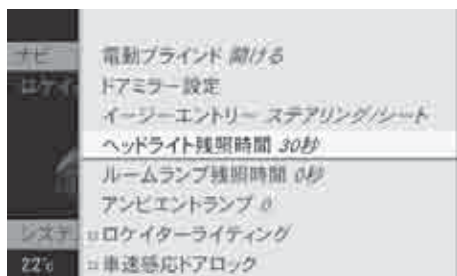 ナビ
ロケイ
電動ブラインド 開ける
ドアミラー設定
イージーエントリー ステアリング/シート
ヘッドライト残照時間 30秒
ルームランプ残照時間 0秒
アンビエントランプ 0
システ
ロケイターライティング
22℃
車速感応ドアロック